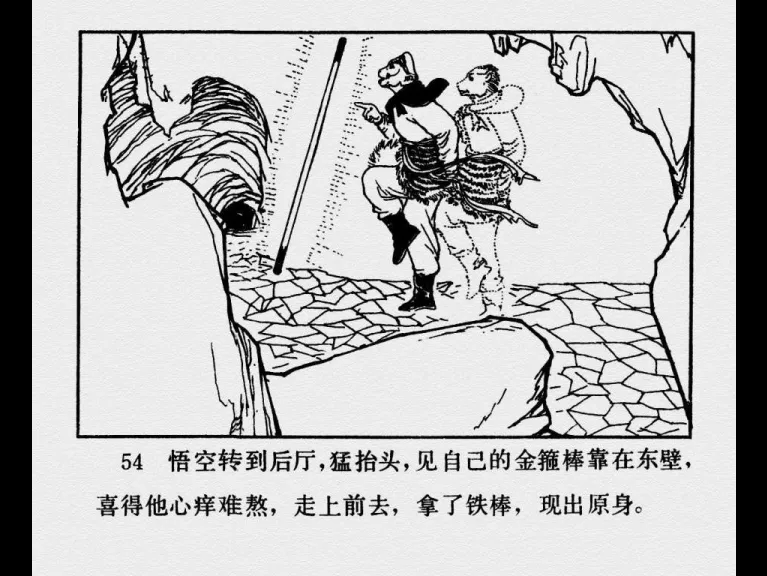 54 悟空转到后厅，猛抬头，见自己的金箍棒靠在东壁，
喜得他心痒难熬，走上前去，拿了铁棒，现出原身。